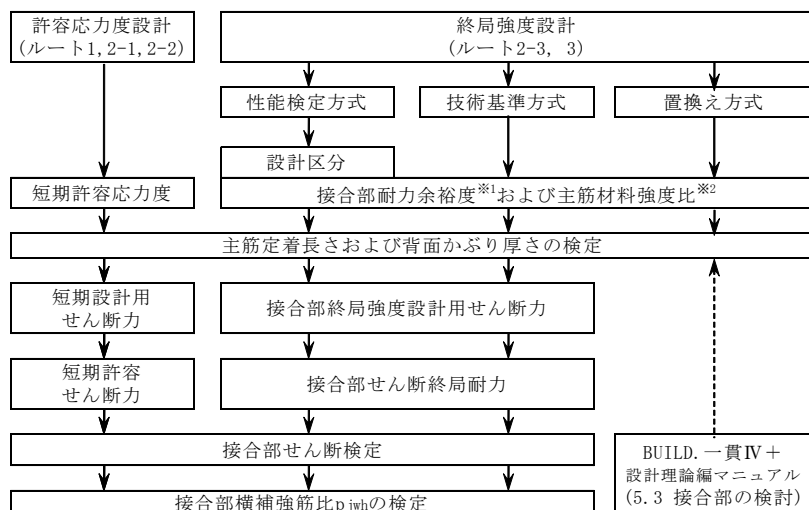 許容応力度設計
(ルート1, 2-1, 2-2)
終局強度設計
(ルート2-3, 3)
性能検定方式
技術基準方式
置換え方式
設計区分
短期許容応力度
接合部耐力余裕度※1および主筋材料強度比※2
主筋定着長さおよび背面かぶり厚さの検定
短期設計用
せん断力
接合部終局強度設計用せん断力
短期許容
せん断力
接合部せん断終局耐力
接合部せん断検定
BUILD.一貫Ⅳ＋
設計理論編マニュアル
(5.3 接合部の検討)
接合部横補強筋比pjwhの検定